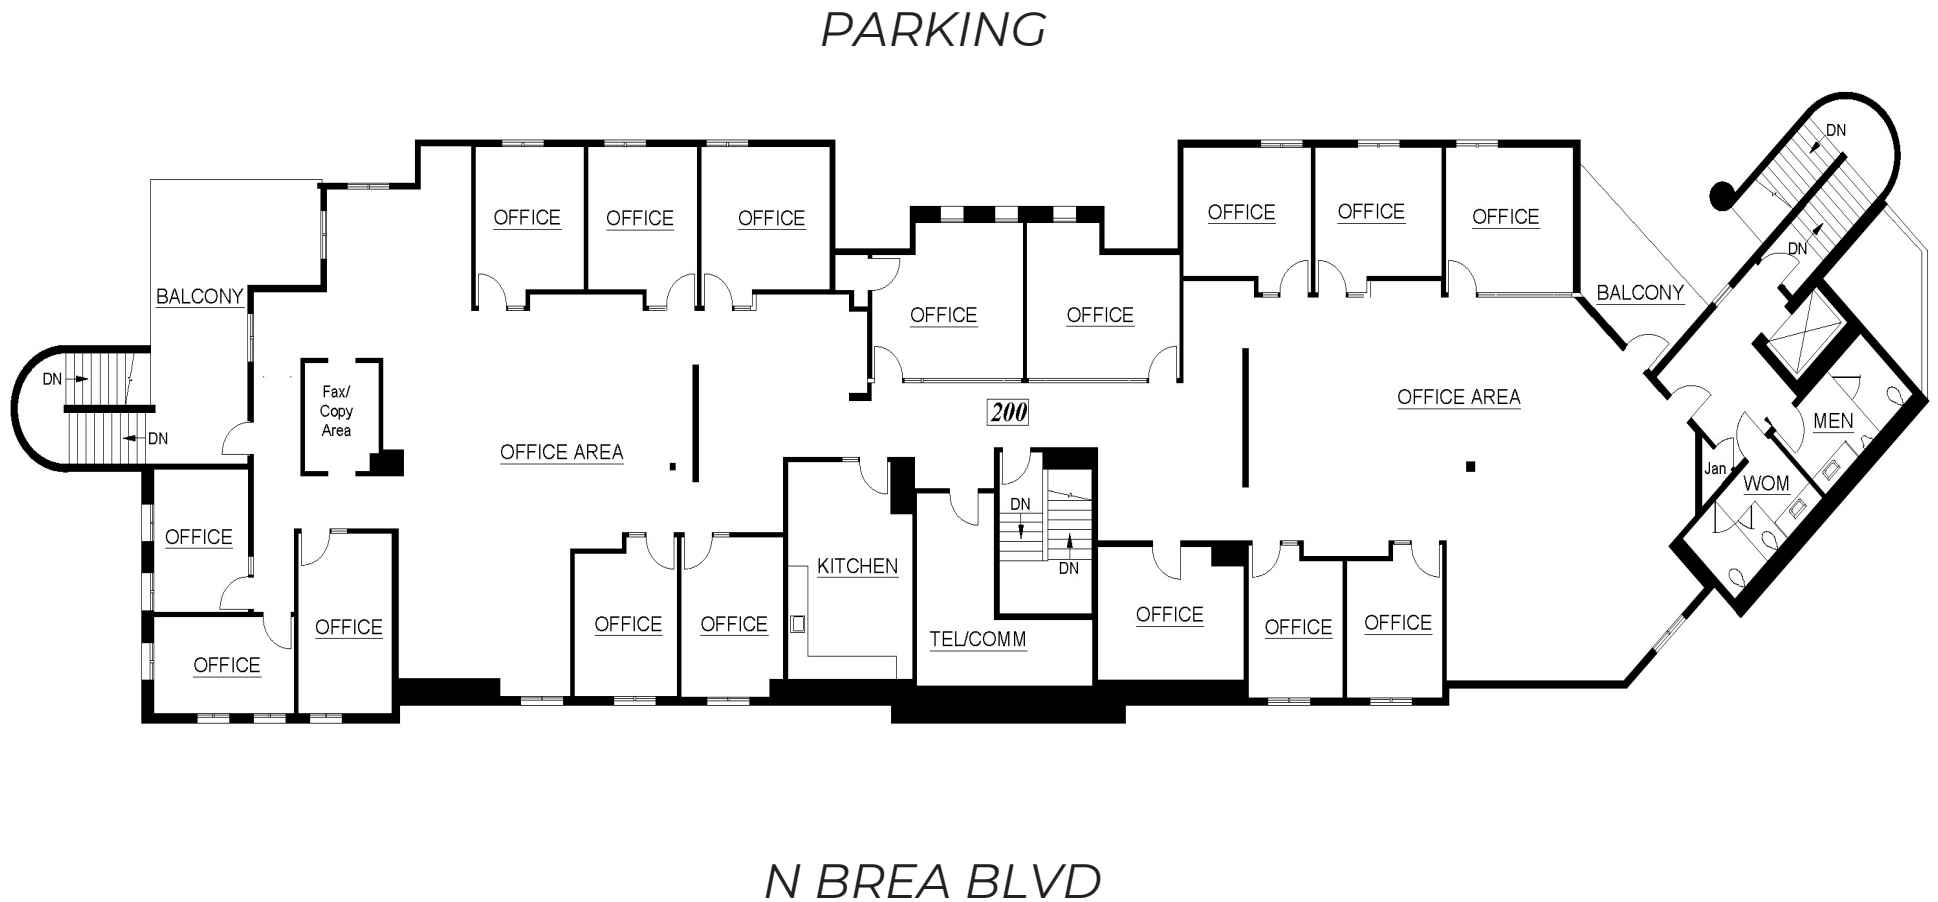 PARKING
DN
OFFICE
OFFICE
OFFICE
OFFICE
OFFICE
OFFICE
DN
BALCONY
BALCONY
OFFICE
OFFICE
DN
Fax/
Copy
Area
200
OFFICE AREA
MEN
DN
OFFICE AREA
Jan
WOM
DN
OFFICE
KITCHEN
DN
OFFICE
OFFICE
OFFICE
OFFICE
OFFICE
OFFICE
OFFICE
TEL/COMM
OFFICE
N BREA BLVD